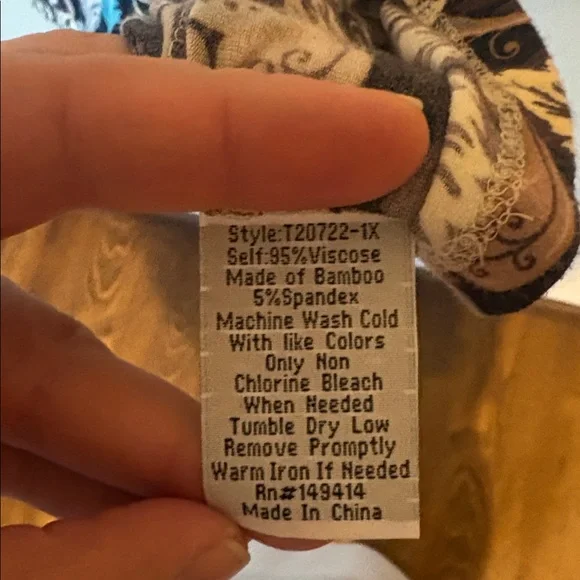 Style:T20722-1X
Self:95%Viscose
Made of Bamboo
5%Spandex
Machine Wash Cold
With like Colors
Only Non
Chlorine Bleach
When Needed
Tumble Dry Low
Remove Promptly
Warm Iron If Needed
Rn#149414
Made In China